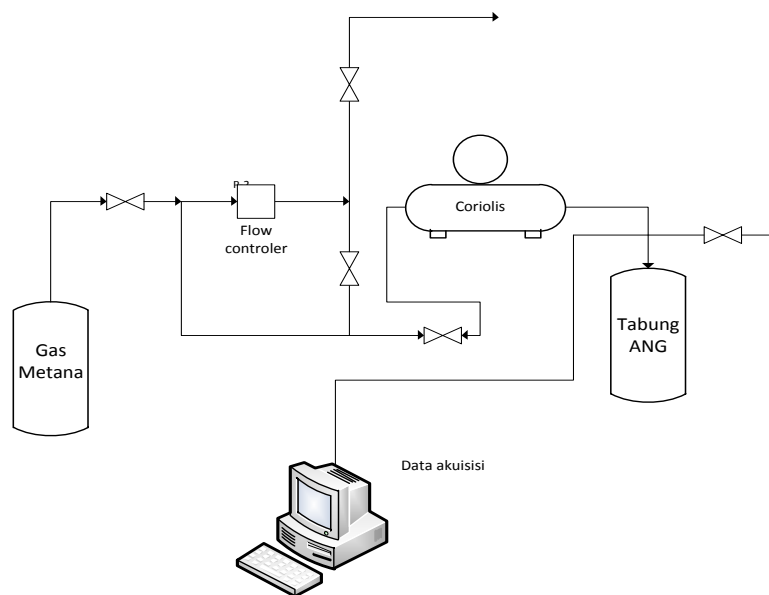 Coriolis
Flow
controler
Gas
Metana
Tabung
ANG
Data akuisisi